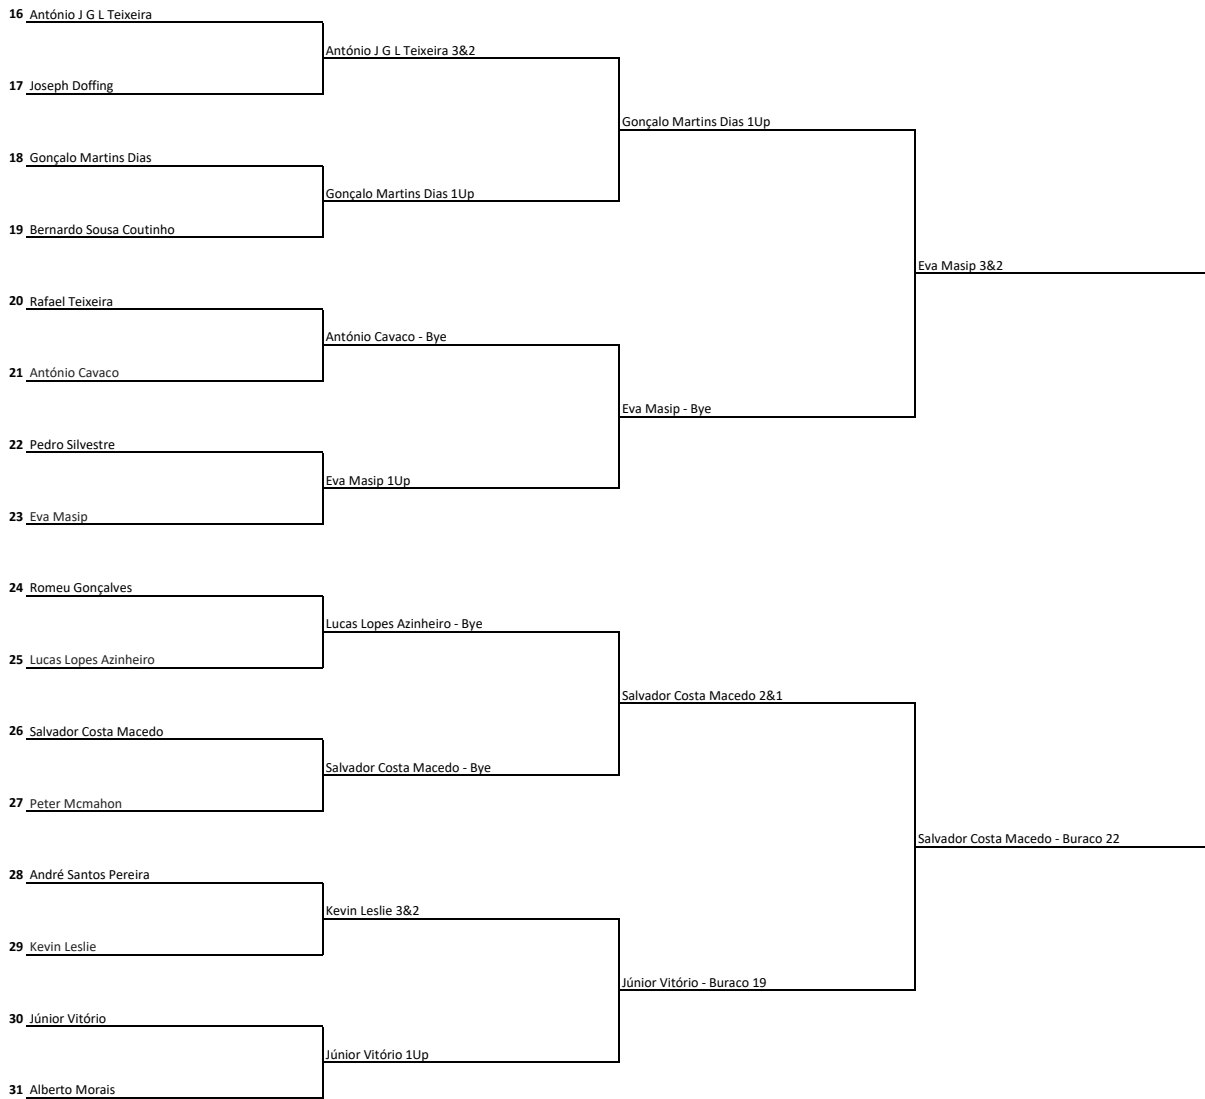 16 António J G L Teixeira
António J G L Teixeira 3&2
17 Joseph Doffing
Gonçalo Martins Dias 1Up
18 Gonçalo Martins Dias
Gonçalo Martins Dias 1Up
19 Bernardo Sousa Coutinho
Eva Masip 3&2
20 Rafael Teixeira
António Cavaco - Bye
21 António Cavaco
Eva Masip - Bye
22 Pedro Silvestre
Eva Masip 1Up
23 Eva Masip
24 Romeu Gonçalves
Lucas Lopes Azinheiro - Bye
25 Lucas Lopes Azinheiro
Salvador Costa Macedo 2&1
26 Salvador Costa Macedo
Salvador Costa Macedo - Bye
27 Peter Mcmahon
Salvador Costa Macedo - Buraco 22
28 André Santos Pereira
Kevin Leslie 3&2
29 Kevin Leslie
Júnior Vitório - Buraco 19
30 Júnior Vitório
Júnior Vitório 1Up
31 Alberto Morais